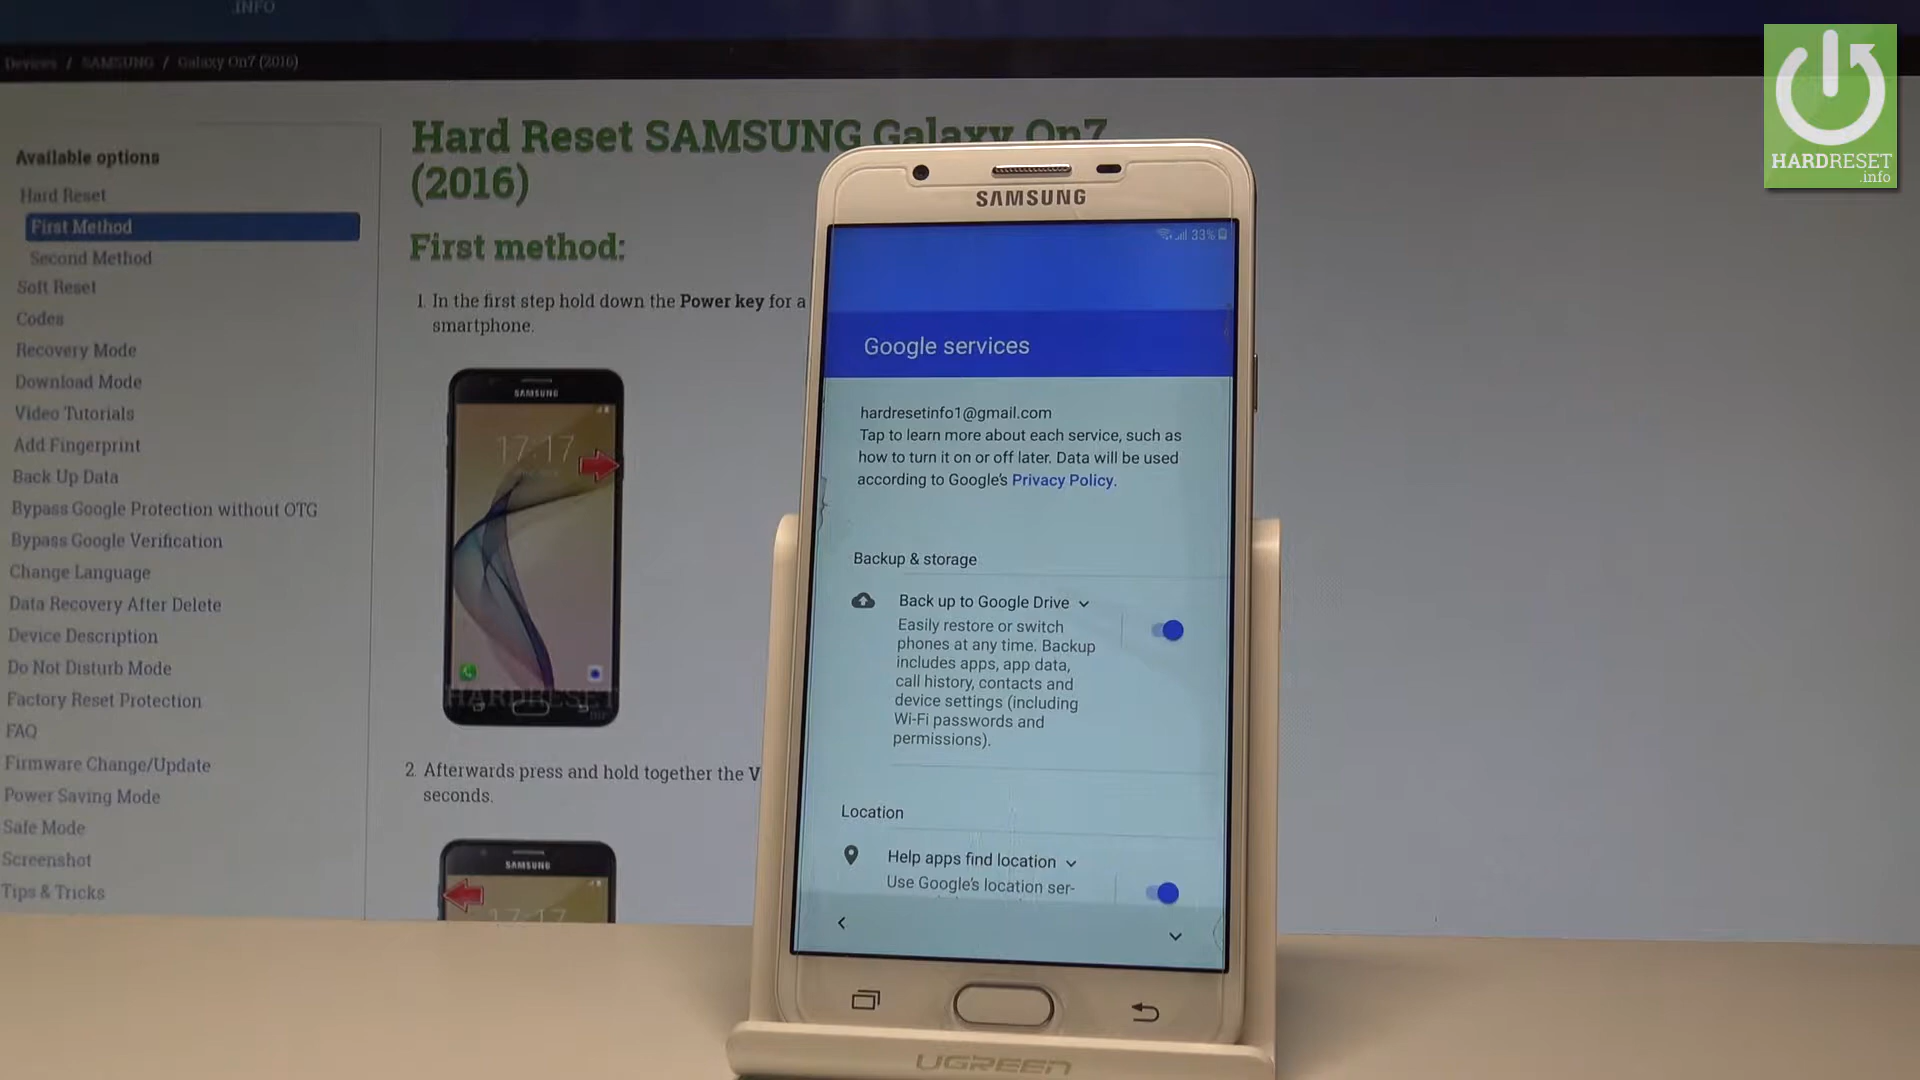 .INFO
Devices / SAMSUNG / Galaxy On7 (2016)
HARDRESET
.info
Available options
Hard Reset
First Method
Second Method
Soft Reset
Codes
Recovery Mode
Download Mode
Video Tutorials
Add Fingerprint
Back Up Data
Bypass Google Protection without OTG
Bypass Google Verification
Change Language
Data Recovery After Delete
Device Description
Do Not Disturb Mode
Factory Reset Protection
FAQ
Firmware Change/Update
Power Saving Mode
Safe Mode
Screenshot
Tips & Tricks
Hard Reset SAMSUNG Galaxy On7
(2016)
First method:
1. In the first step hold down the Power key for a
smartphone.
SAMSUNG
17:17
HARDRESET
2. Afterwards press and hold together the V
seconds.
SAMSUNG
17:17
SAMSUNG
33%
Google services
hardresetinfo1@gmail.com
Tap to learn more about each service, such as
how to turn it on or off later. Data will be used
according to Google's Privacy Policy.
Backup & storage
Back up to Google Drive
Easily restore or switch
phones at any time. Backup
includes apps, app data,
call history, contacts and
device settings (including
Wi-Fi passwords and
permissions).
Location
Help apps find location
Use Google's location ser-
UGREEN